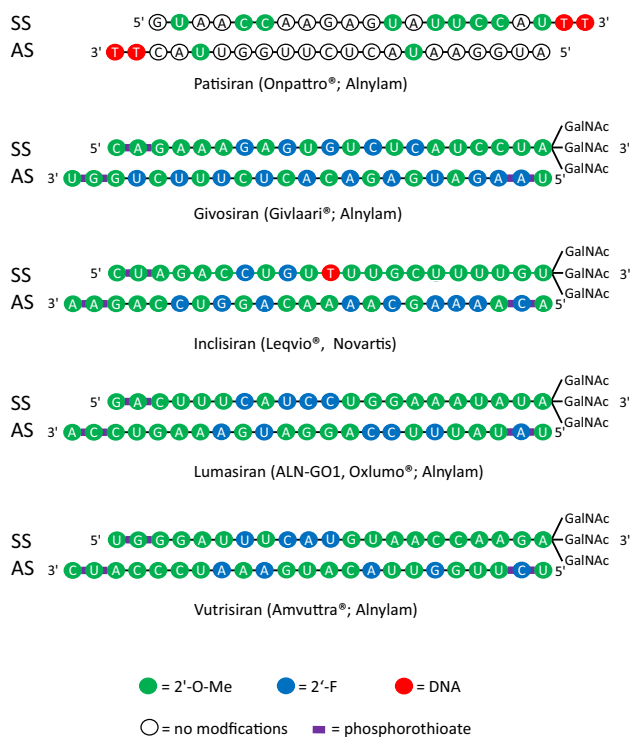 SS 5' G U A A C C A A G A G U A U U C C A U T T 3'
AS 3' T T C A U U G G U U C U C A U A A G G U A 5'
Patisiran (Onpattro®; Alnylam)
GalNAc
SS 5' C A G A A A G A G U G U C U C A U C C U A GalNAc 3'
GalNAc
AS 3' U G G U C U U U C U C A C A G A G U A G A A U 5'
Givosiran (Givlaari®; Alnylam)
GalNAc
SS 5' C U A G A C C U G U T U U G C U U U U G U GalNAc 3'
GalNAc
AS 3' A A G A C C U G G A C A A A A C G A A A A C A 5'
Inclisiran (Leqvio®, Novartis)
GalNAc
SS 5' G A C U U U C A U C C U G G A A A U A U A GalNAc 3'
GalNAc
AS 3' A C C U G A A A G U A G G A C C U U U A U A U 5'
Lumasiran (ALN-GO1, Oxlumo®; Alnylam)
GalNAc
SS 5' U G G G A U U U C A U G U A A C C A A G A GalNAc 3'
GalNAc
AS 3' C U A C C C U A A A G U A C A U U G G U U C U 5'
Vutrisiran (Amvuttra®; Alnylam)
= 2'-O-Me = 2'-F = DNA
= no modfications = phosphorothioate